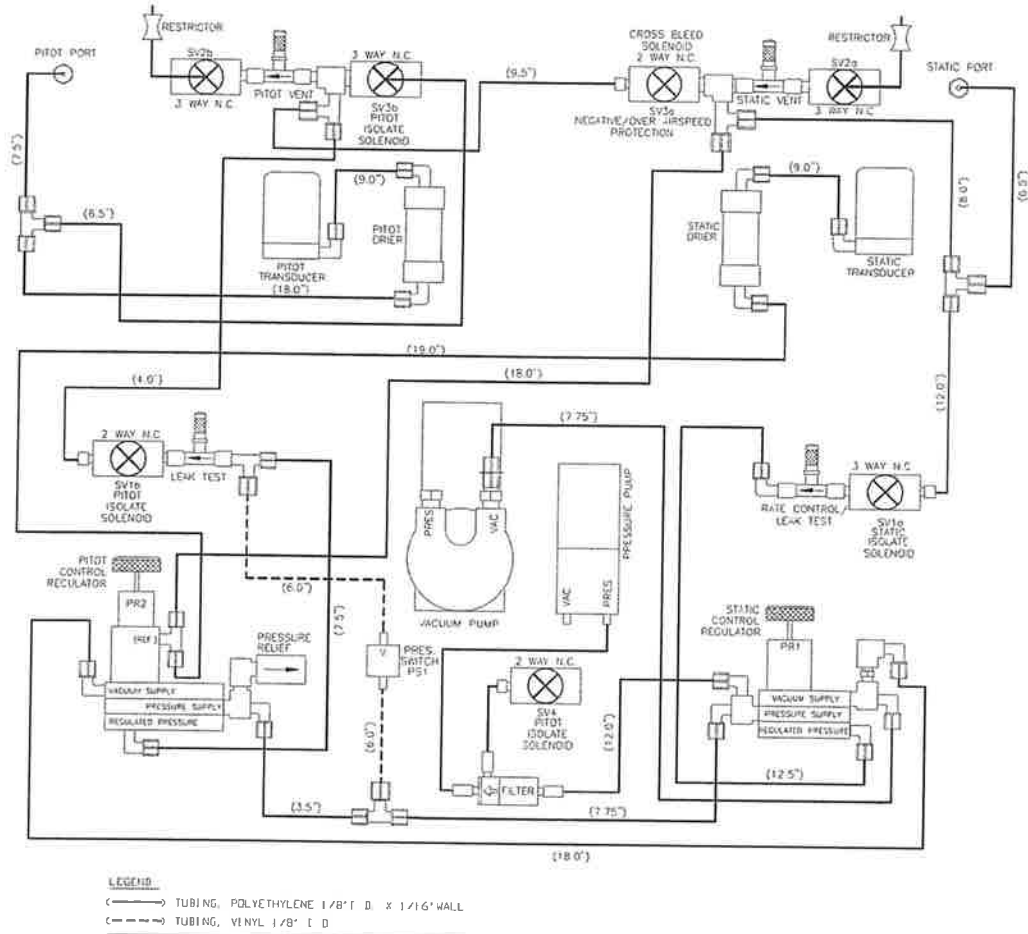 RESTRICTOR
PITOT PORT
SV2b
3 WAY N.C.
PITOT VENT
3 WAY N.C.
SV3b
PITOT
ISOLATE
SOLENOID
(9.5")
CROSS BLEED
SOLENOID
2 WAY N.C.
SV3a
NEGATIVE/OVER AIRSPEED
PROTECTION
STATIC VENT
SV2a
3 WAY N.C.
RESTRICTOR
STATIC PORT
(7.5")
(6.5")
(9.0")
PITOT
DRIER
PITOT
TRANSDUCER
(18.0")
STATIC
DRIER
(9.0")
STATIC
TRANSDUCER
(8.0")
(6.5")
(19.0")
(4.0")
(18.0")
(12.0")
2 WAY N.C.
SV1b
PITOT
ISOLATE
SOLENOID
LEAK TEST
(7.75")
PRES
VAC
VACUUM PUMP
PRESSURE PUMP
VAC
PRES
3 WAY N.C.
RATE CONTROL/
LEAK TEST
SV1a
STATIC
ISOLATE
SOLENOID
PITOT
CONTROL
REGULATOR
PR2
(REF.)
VACUUM SUPPLY
PRESSURE SUPPLY
REGULATED PRESSURE
PRESSURE
RELIEF
(6.0")
(7.5")
V
PRES.
SWITCH
PS1
(6.0")
2 WAY N.C.
SV4
PITOT
ISOLATE
SOLENOID
(12.0")
FILTER
STATIC
CONTROL
REGULATOR
PR1
VACUUM SUPPLY
PRESSURE SUPPLY
REGULATED PRESSURE
(12.5")
(3.5")
(7.75")
(18.0")
LEGEND
TUBING, POLYETHYLENE 1/8" I.D. X 1/16" WALL
TUBING, VINYL 1/8" I.D.